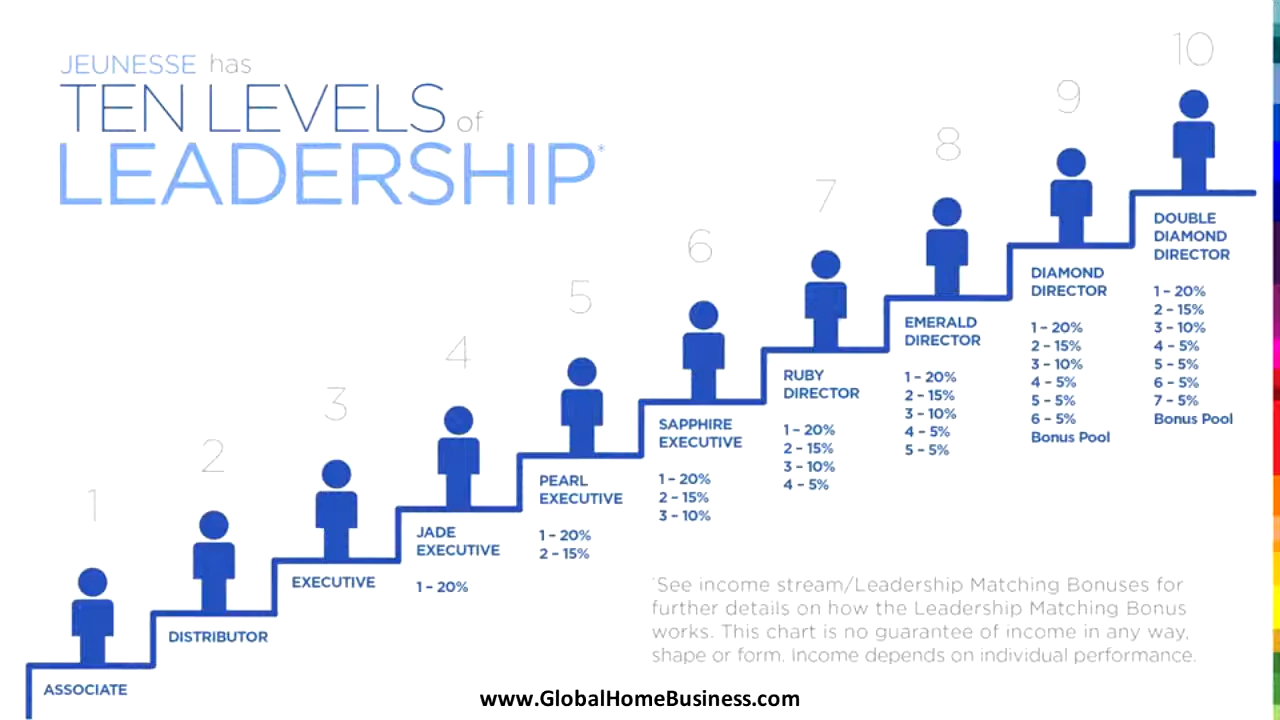 JEUNESSE has
TEN LEVELS of
LEADERSHIP*
1
ASSOCIATE
2
DISTRIBUTOR
3
EXECUTIVE
4
JADE
EXECUTIVE
1 – 20%
5
PEARL
EXECUTIVE
1 – 20%
2 – 15%
6
SAPPHIRE
EXECUTIVE
1 – 20%
2 – 15%
3 – 10%
7
RUBY
DIRECTOR
1 – 20%
2 – 15%
3 – 10%
4 – 5%
8
EMERALD
DIRECTOR
1 – 20%
2 – 15%
3 – 10%
4 – 5%
5 – 5%
9
DIAMOND
DIRECTOR
1 – 20%
2 – 15%
3 – 10%
4 – 5%
5 – 5%
6 – 5%
Bonus Pool
10
DOUBLE
DIAMOND
DIRECTOR
1 – 20%
2 – 15%
3 – 10%
4 – 5%
5 – 5%
6 – 5%
7 – 5%
Bonus Pool
*See income stream/Leadership Matching Bonuses for
further details on how the Leadership Matching Bonus
works. This chart is no guarantee of income in any way,
shape or form. Income depends on individual performance.
www.GlobalHomeBusiness.com